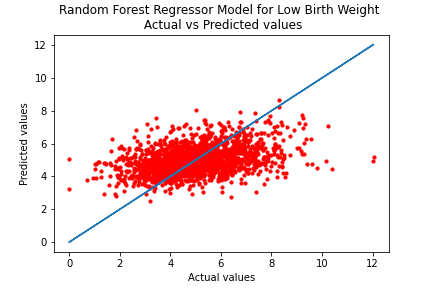 Random Forest Regressor Model for Low Birth Weight
Actual vs Predicted values
12
10
8
6
4
2
0
Predicted values
0 2 4 6 8 10 12
Actual values